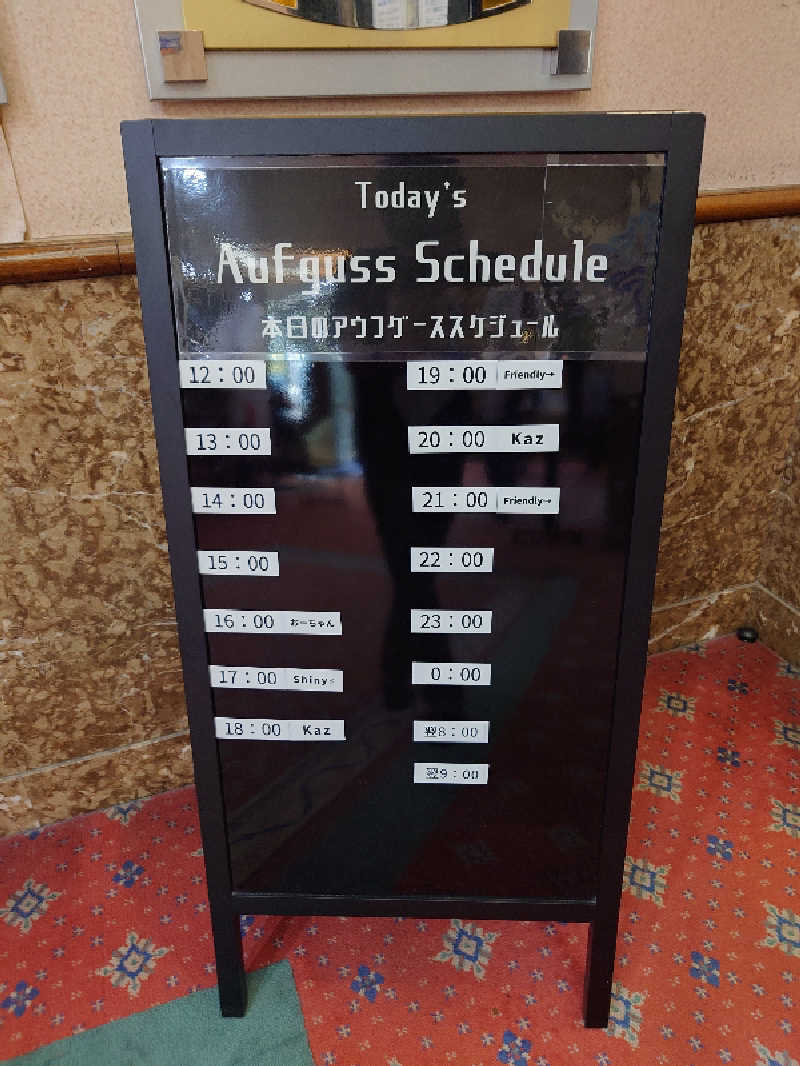 Today's
Aufguss Schedule
本日のアウフグーススケジュール
12:00
13:00
14:00
15:00
16:00 おーちゃん
17:00 Shiny☆
18:00 Kaz
19:00 Friendly→
20:00 Kaz
21:00 Friendly→
22:00
23:00
0:00
翌8:00
翌9:00